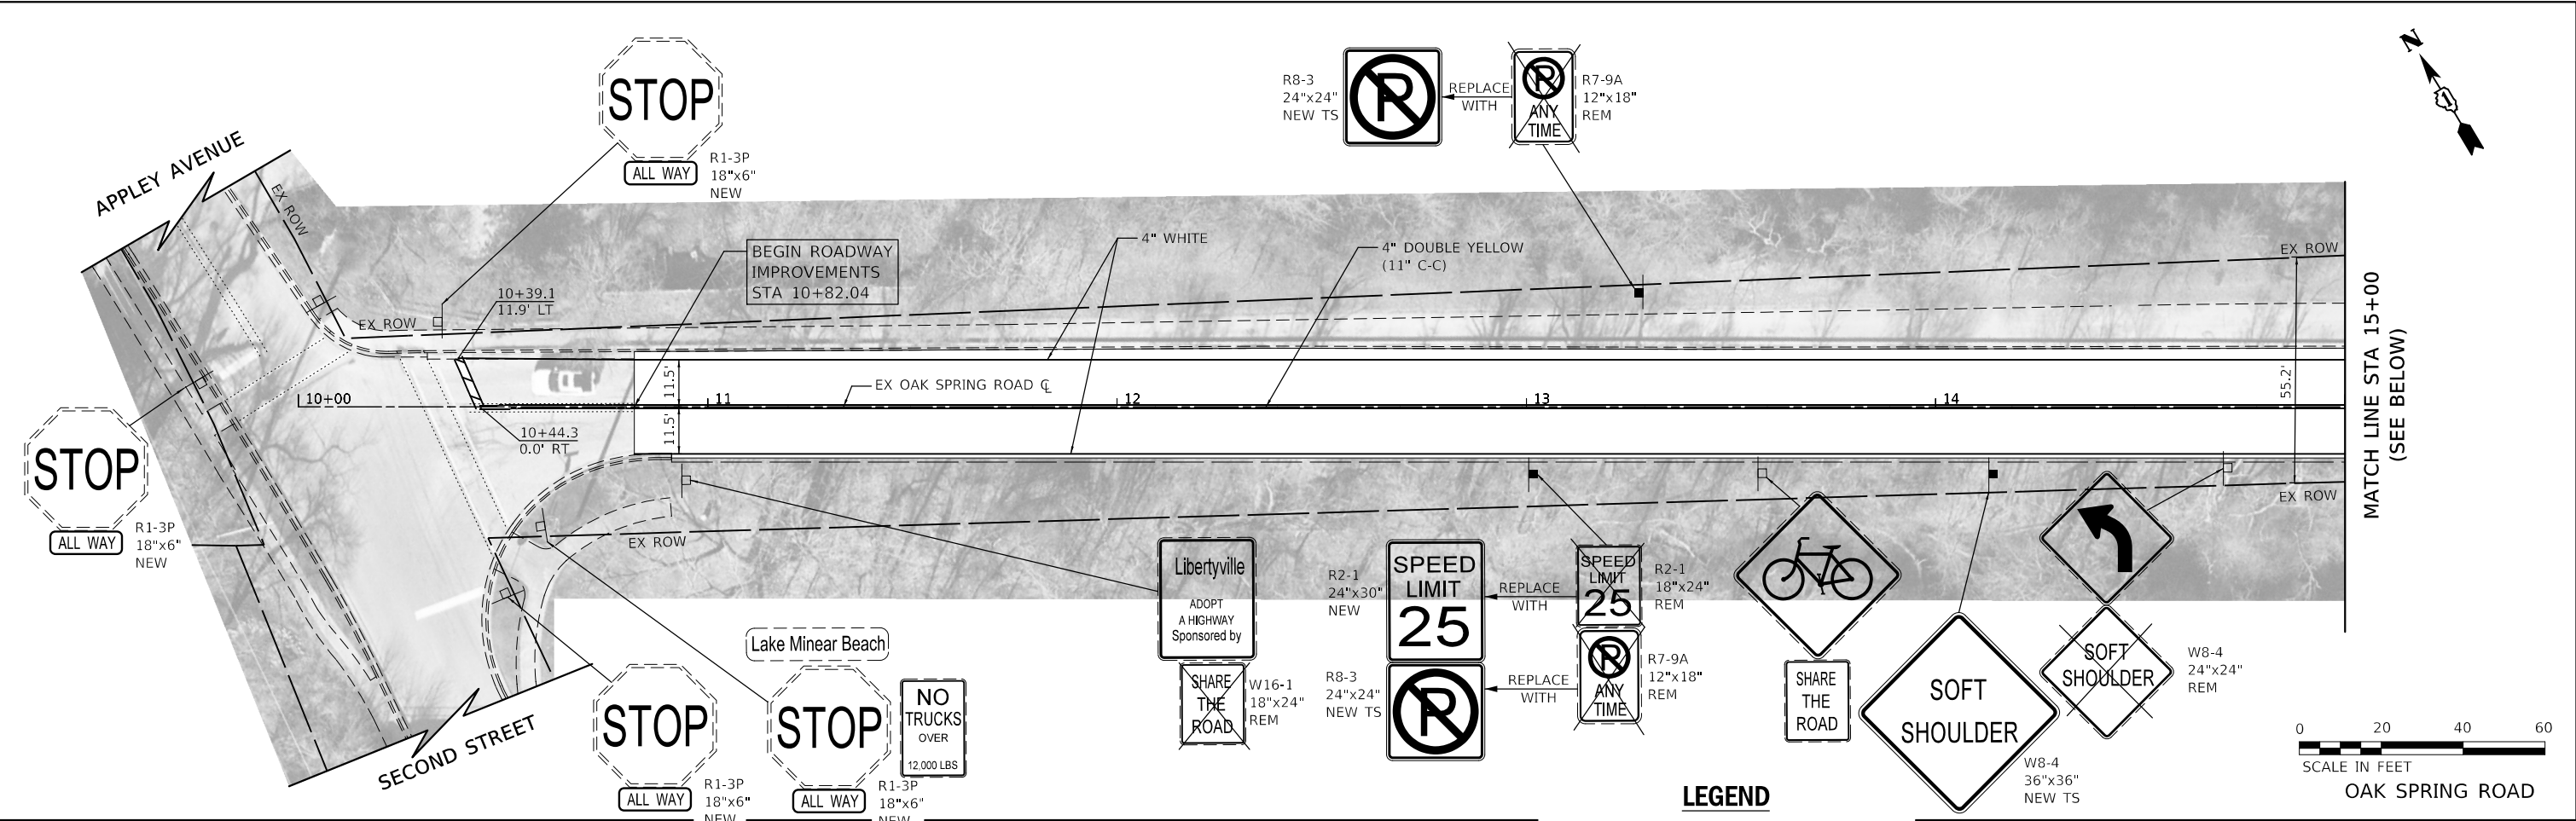 STOP
ALL WAY
R1-3P
18"x6"
NEW
R8-3
24"x24"
NEW TS
P
REPLACE
WITH
P
ANY
TIME
R7-9A
12"x18"
REM
N
1
APPLEY AVENUE
EX ROW
BEGIN ROADWAY
IMPROVEMENTS
STA 10+82.04
4" WHITE
4" DOUBLE YELLOW
(11" C-C)
EX ROW
10+39.1
11.9' LT
EX ROW
MATCH LINE STA 15+00
(SEE BELOW)
55.2'
11.5'
EX OAK SPRING ROAD ℄
10+00
11
12
13
14
11.5'
10+44.3
0.0' RT
STOP
ALL WAY
R1-3P
18"x6"
NEW
EX ROW
EX ROW
Libertyville
ADOPT
A HIGHWAY
Sponsored by
SHARE
THE
ROAD
W16-1
18"x24"
REM
R2-1
24"x30"
NEW
SPEED
LIMIT
25
REPLACE
WITH
SPEED
LIMIT
25
R2-1
18"x24"
REM
R8-3
24"x24"
NEW TS
P
REPLACE
WITH
P
ANY
TIME
R7-9A
12"x18"
REM
SHARE
THE
ROAD
SOFT
SHOULDER
W8-4
36"x36"
NEW TS
SOFT
SHOULDER
W8-4
24"x24"
REM
SECOND STREET
STOP
ALL WAY
R1-3P
18"x6"
NEW
Lake Minear Beach
STOP
ALL WAY
R1-3P
18"x6"
NEW
NO
TRUCKS
OVER
12,000 LBS
LEGEND
0 20 40 60
SCALE IN FEET
OAK SPRING ROAD